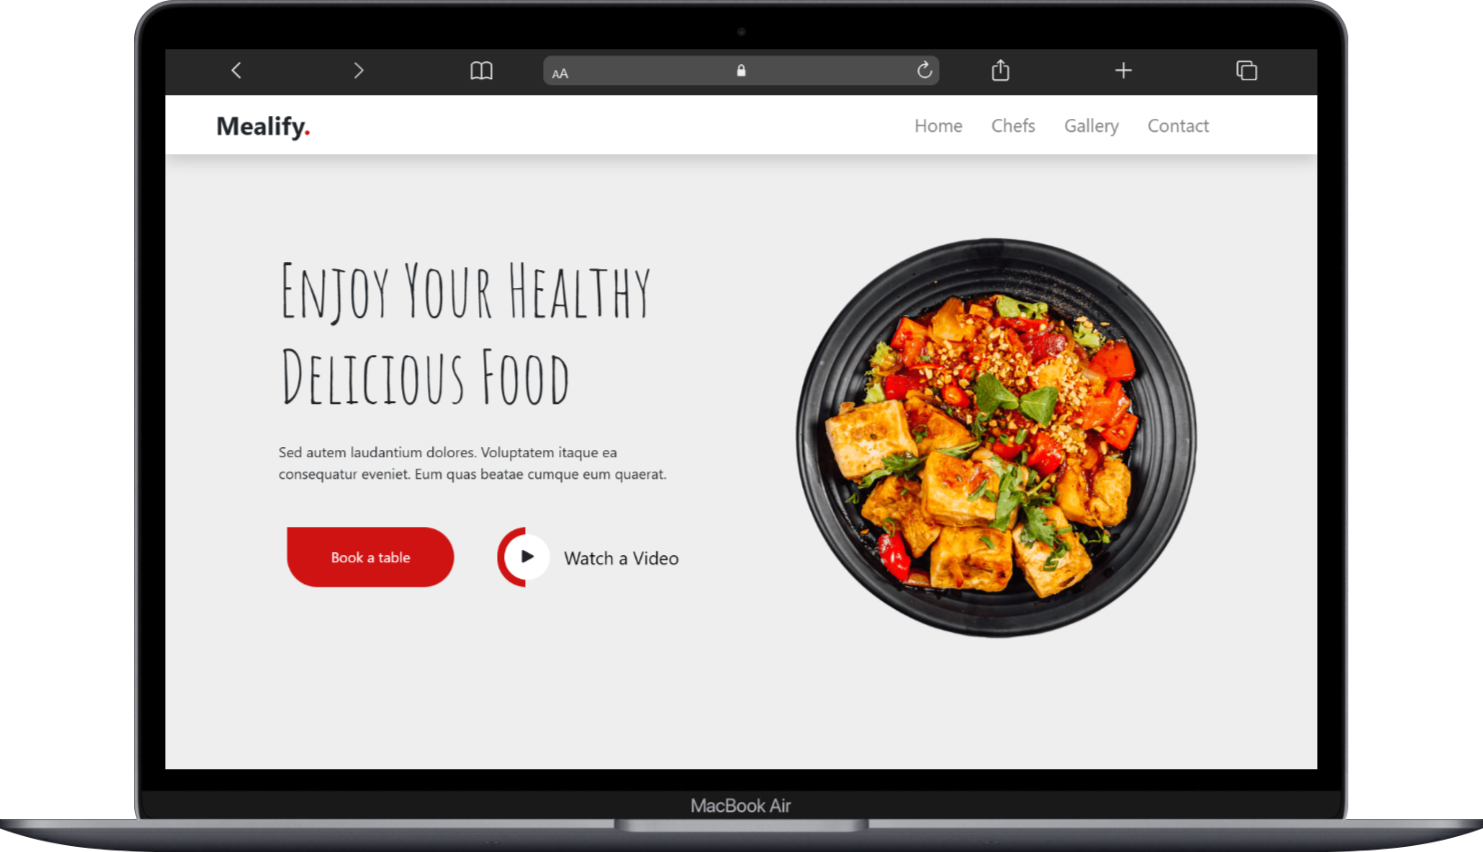 AA
Mealify.
Home Chefs Gallery Contact
Enjoy Your Healthy
Delicious Food
Sed autem laudantium dolores. Voluptatem itaque ea
consequatur eveniet. Eum quas beatae cumque eum quaerat.
Book a table
Watch a Video
MacBook Air